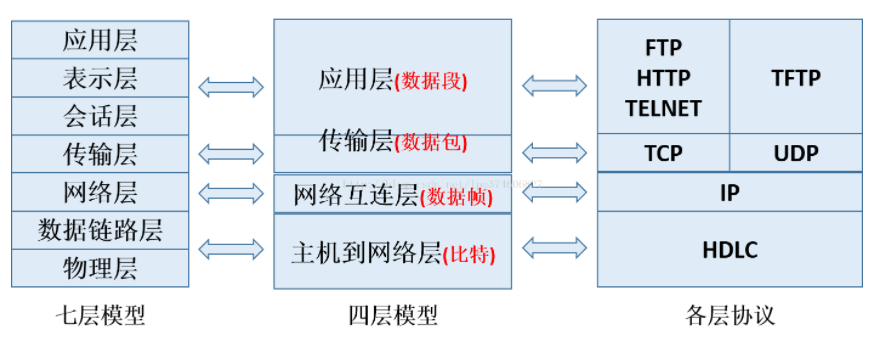 应用层
表示层
会话层
传输层
网络层
数据链路层
物理层
七层模型
应用层(数据段)
传输层(数据包)
网络互连层(数据帧)
主机到网络层(比特)
四层模型
FTP
HTTP
TELNET
TFTP
TCP
UDP
IP
HDLC
各层协议